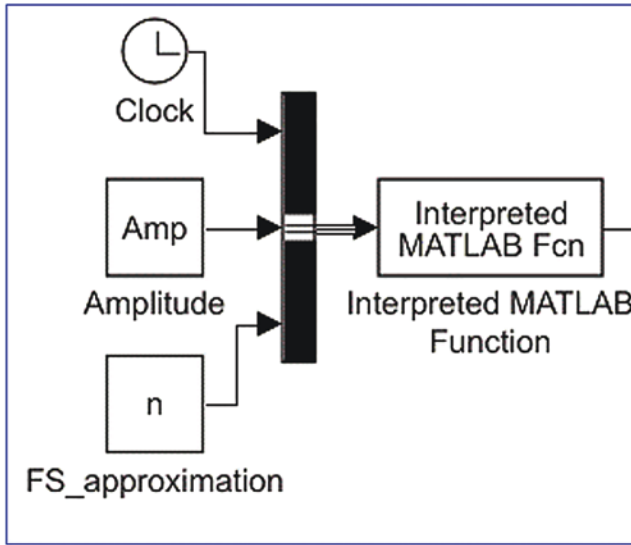 Clock
Amp
Amplitude
n
FS_approximation
Interpreted
MATLAB Fcn
Interpreted MATLAB
Function